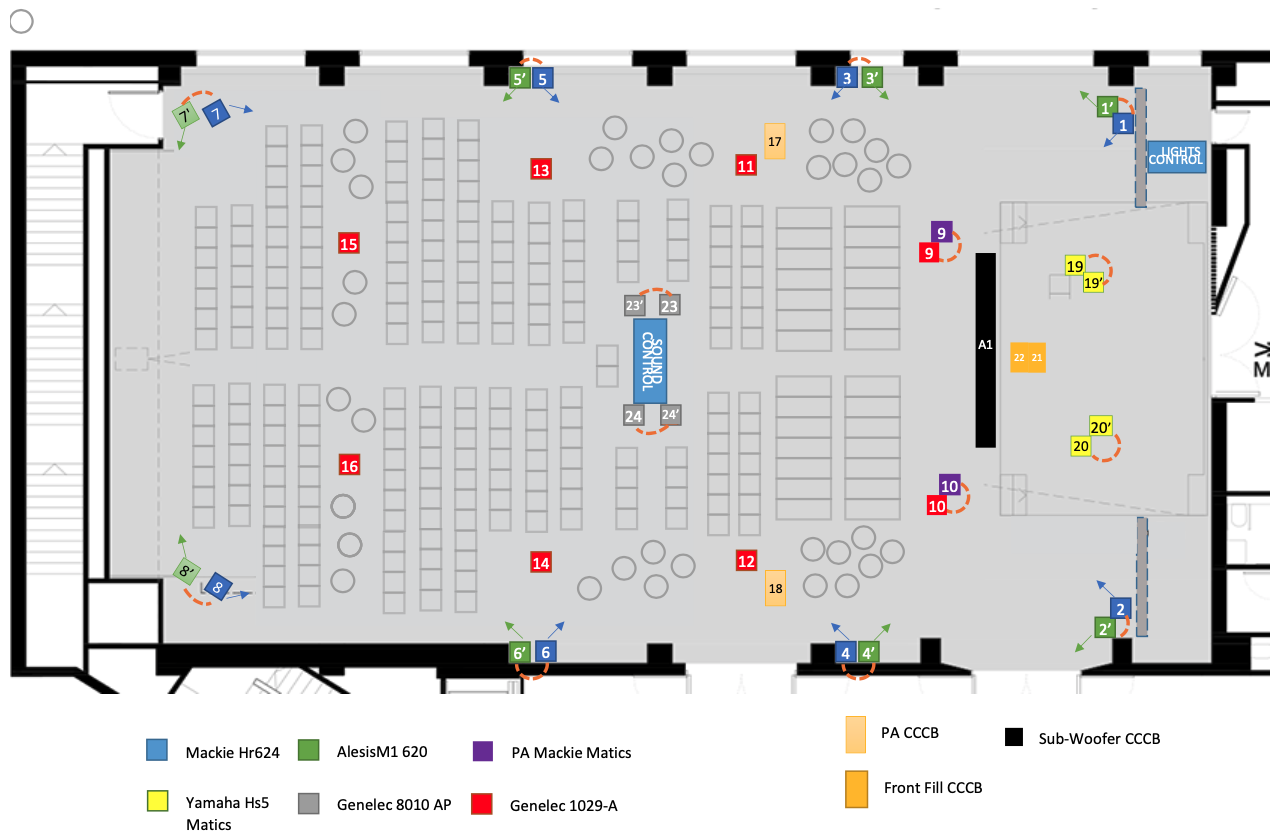 5'
5
3
3'
7'
7
1'
1
LIGHTS
CONTROL
17
13
11
15
9
9
19
19'
23'
23
SOUND
CONTROL
A1
22
21
24
24'
20'
20
16
10
10
14
12
18
8'
8
2
2'
6'
6
4
4'
M
Mackie Hr624
AlesisM1 620
PA Mackie Matics
PA CCCB
Sub-Woofer CCCB
Yamaha Hs5
Matics
Genelec 8010 AP
Genelec 1029-A
Front Fill CCCB